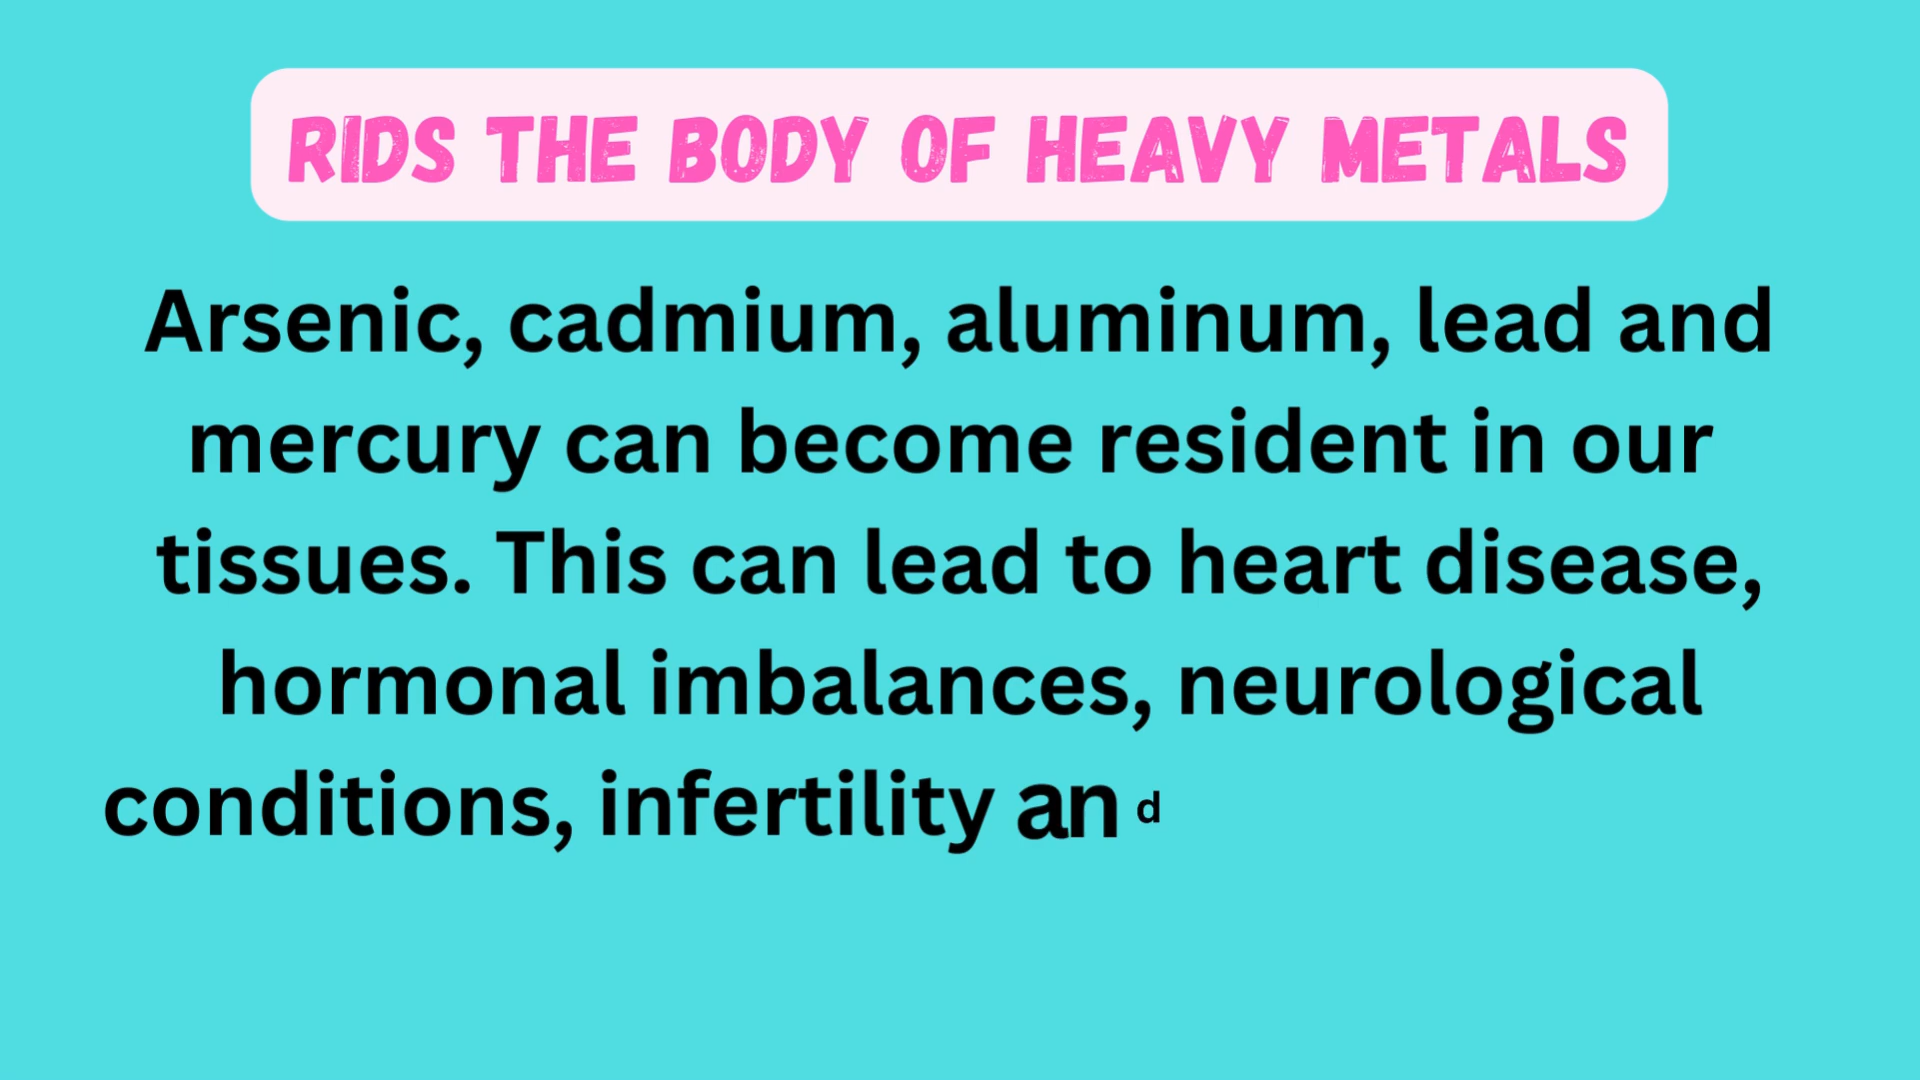 RIDS THE BODY OF HEAVY METALS
Arsenic, cadmium, aluminum, lead and
mercury can become resident in our
tissues. This can lead to heart disease,
hormonal imbalances, neurological
conditions, infertility and